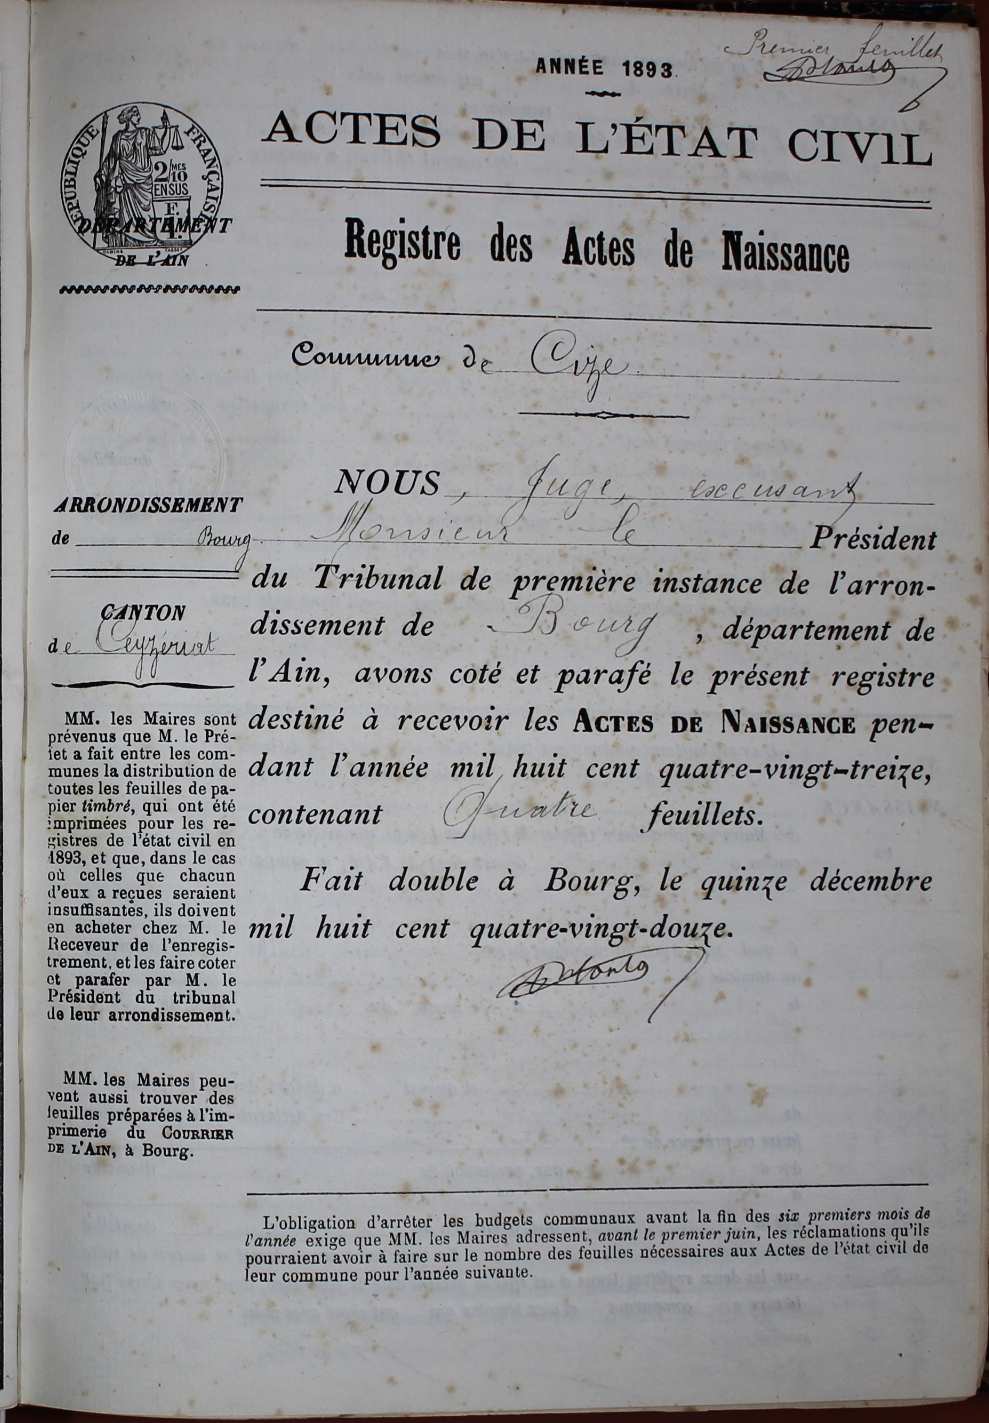 Premier feuillet
ANNÉE 1893
ACTES DE L'ÉTAT CIVIL
RÉPUBLIQUE FRANÇAISE
2/MES
10
EN SUS
F.
DÉPARTEMENT
DE L'AIN
Registre des Actes de Naissance
Commune de Cize
NOUS, Juge, excusant
ARRONDISSEMENT
de Bourg
Monsieur le Président
du Tribunal de première instance de l'arron-
dissement de Bourg, département de
CANTON
de Ceyzériat
l'Ain, avons coté et parafé le présent registre
destiné à recevoir les ACTES DE NAISSANCE pen-
dant l'année mil huit cent quatre-vingt-treize,
contenant Quatre feuillets.
Fait double à Bourg, le quinze décembre
mil huit cent quatre-vingt-douze.
MM. les Maires sont
prévenus que M. le Pré-
fet a fait entre les com-
munes la distribution de
toutes les feuilles de pa-
pier timbré, qui ont été
imprimées pour les re-
gistres de l'état civil en
1893, et que, dans le cas
où celles que chacun
d'eux a reçues seraient
insuffisantes, ils doivent
en acheter chez M. le
Receveur de l'enregis-
trement, et les faire coter
et parafer par M. le
Président du tribunal
de leur arrondissement.
MM. les Maires peu-
vent aussi trouver des
feuilles préparées à l'im-
primerie du COURRIER
DE L'AIN, à Bourg.
L'obligation d'arrêter les budgets communaux avant la fin des six premiers mois de
l'année exige que MM. les Maires adressent, avant le premier juin, les réclamations qu'ils
pourraient avoir à faire sur le nombre des feuilles nécessaires aux Actes de l'état civil de
leur commune pour l'année suivante.